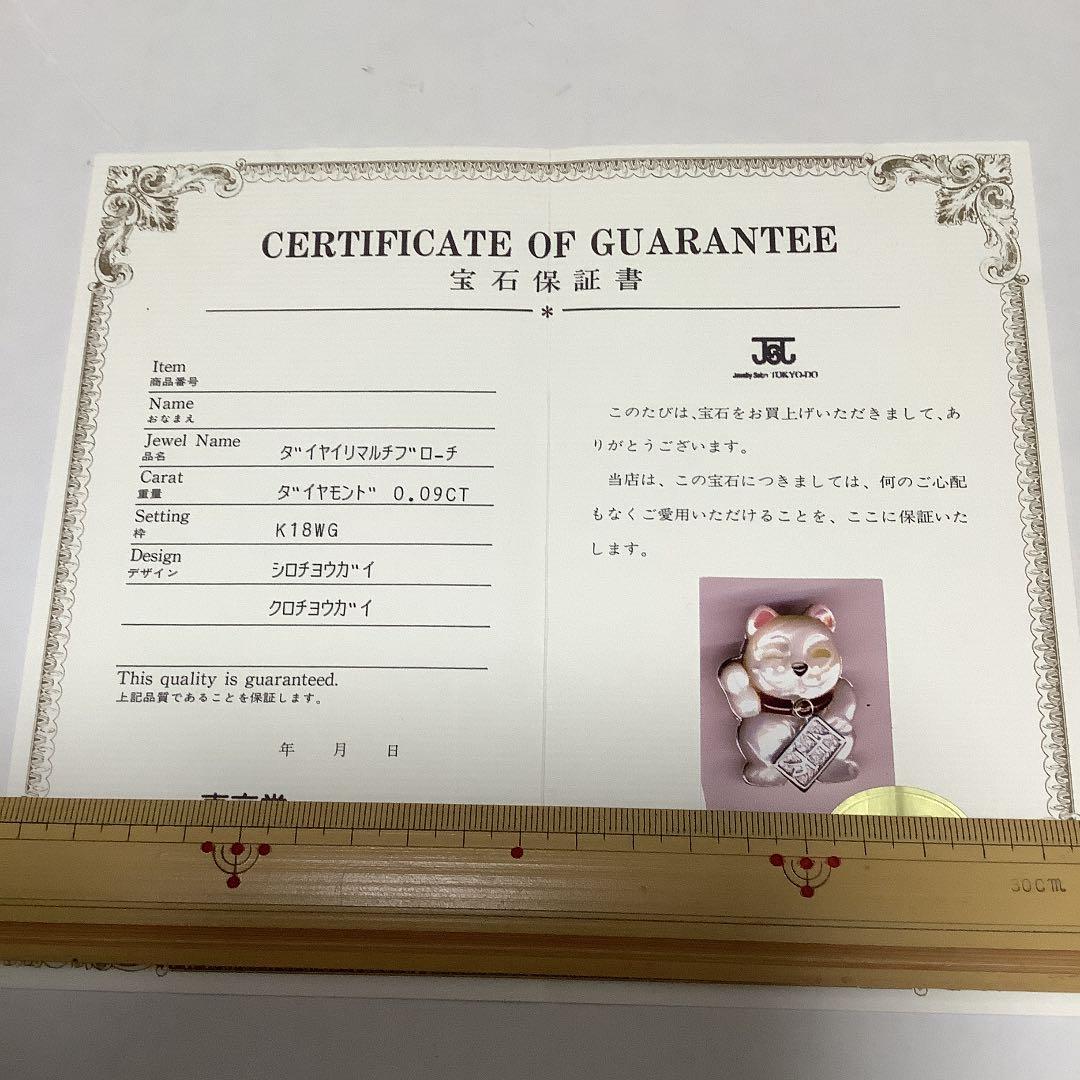 CERTIFICATE OF GUARANTEE
宝石保証書
*
Item
商品番号
Name
おなまえ
Jewel Name
品名
ダイヤイリマルチブローチ
Carat
重量
ダイヤモンド 0.09CT
Setting
枠
K18WG
Design
デザイン
シロチヨウガイ
クロチヨウガイ
This quality is guaranteed.
上記品質であることを保証します。
年 月 日
Jewelry Salon TOKYO-DO
このたびは、宝石をお買上げいただきまして、あ
りがとうございます。
当店は、この宝石につきましては、何のご心配
もなくご愛用いただけることを、ここに保証いた
します。
30cm